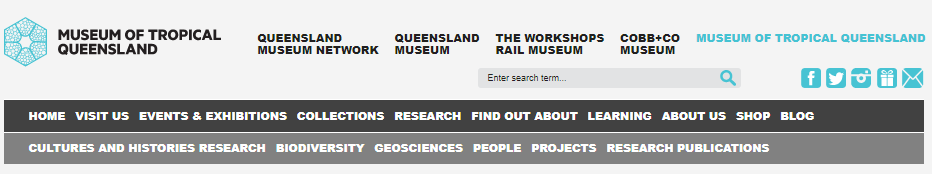 MUSEUM OF TROPICAL
QUEENSLAND
QUEENSLAND
MUSEUM NETWORK
QUEENSLAND
MUSEUM
THE WORKSHOPS
RAIL MUSEUM
COBB+CO
MUSEUM
MUSEUM OF TROPICAL QUEENSLAND
Enter search term...
HOME VISIT US EVENTS & EXHIBITIONS COLLECTIONS RESEARCH FIND OUT ABOUT LEARNING ABOUT US SHOP BLOG
CULTURES AND HISTORIES RESEARCH BIODIVERSITY GEOSCIENCES PEOPLE PROJECTS RESEARCH PUBLICATIONS